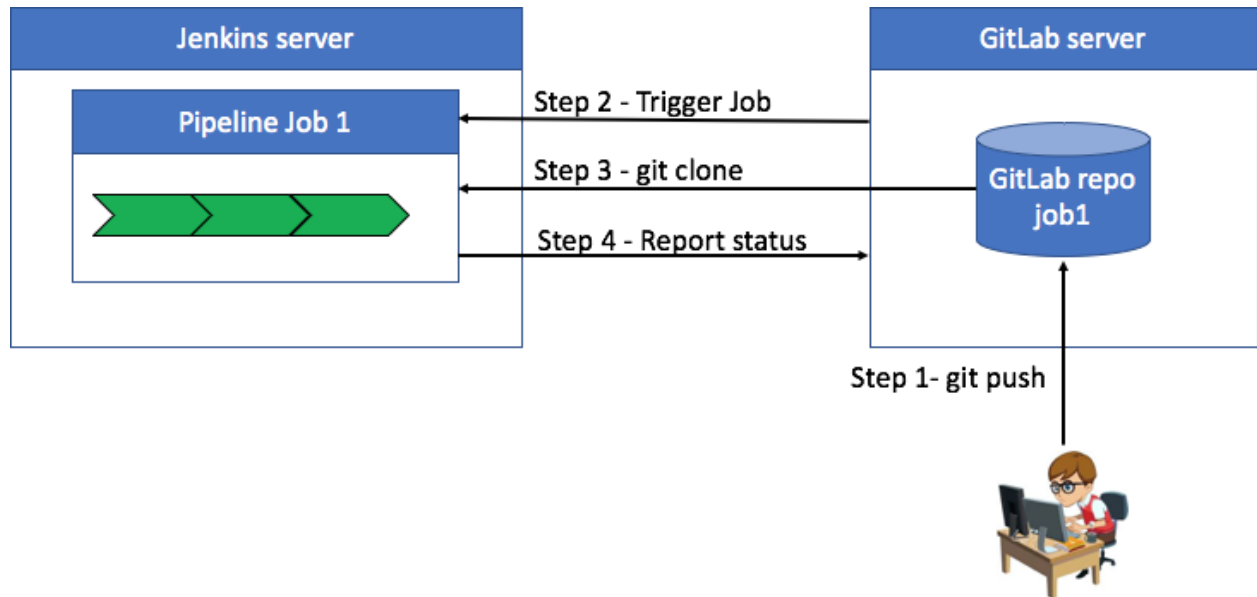 Jenkins server
GitLab server
Pipeline Job 1
Step 2 - Trigger Job
Step 3 - git clone
GitLab repo
job1
Step 4 - Report status
Step 1- git push